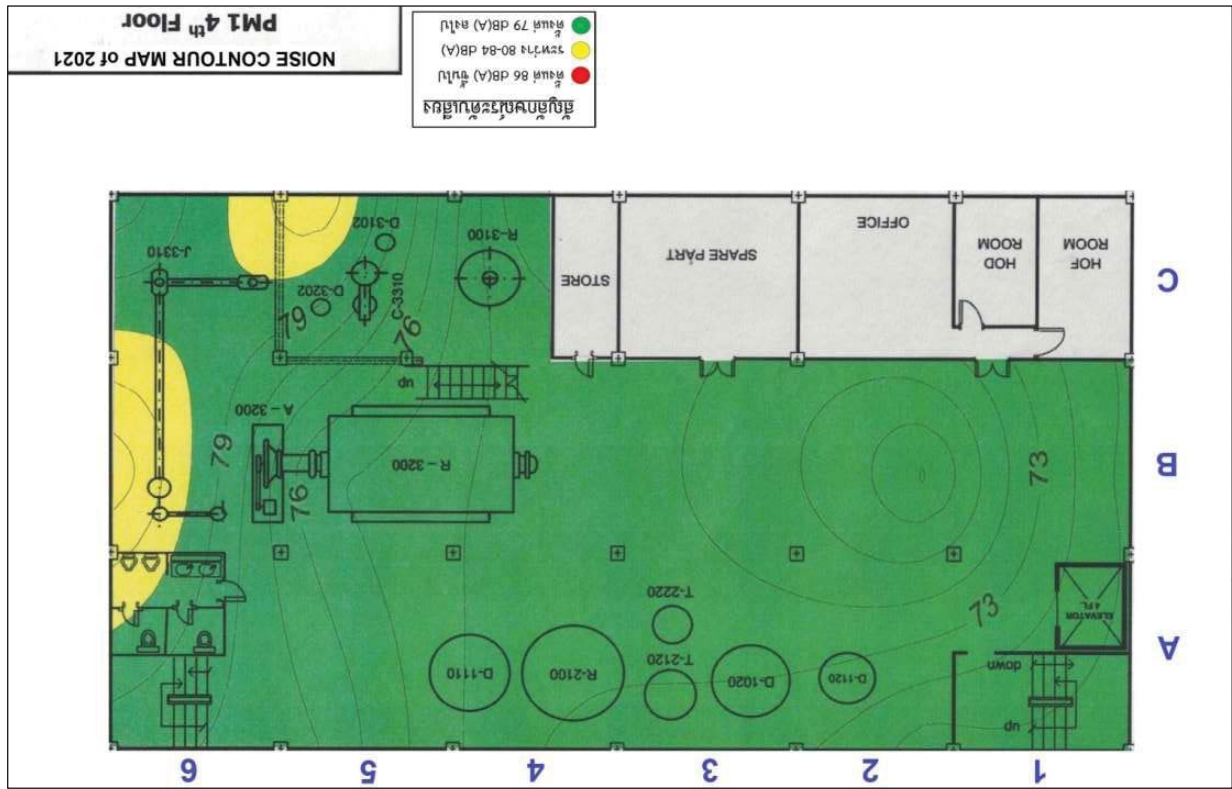 1 2 3 4 5 6
up
down
A
D-1120
D-1020
T-2120
T-2220
R-2100
D-1110
ELEVATOR
4 FL
73
B
73
R – 3200
76
A – 3200
79
up
76
79
C
HOF
ROOM
HOD
ROOM
OFFICE
SPARE PART
STORE
R-3100
C-3310
D-3202
D-3102
J-3310
สัญลักษณ์ระดับเสียง
ตั้งแต่ 86 dB(A) ขึ้นไป
ระหว่าง 80-84 dB(A)
ตั้งแต่ 79 dB(A) ลงไป
NOISE CONTOUR MAP of 2021
PM1 4th Floor